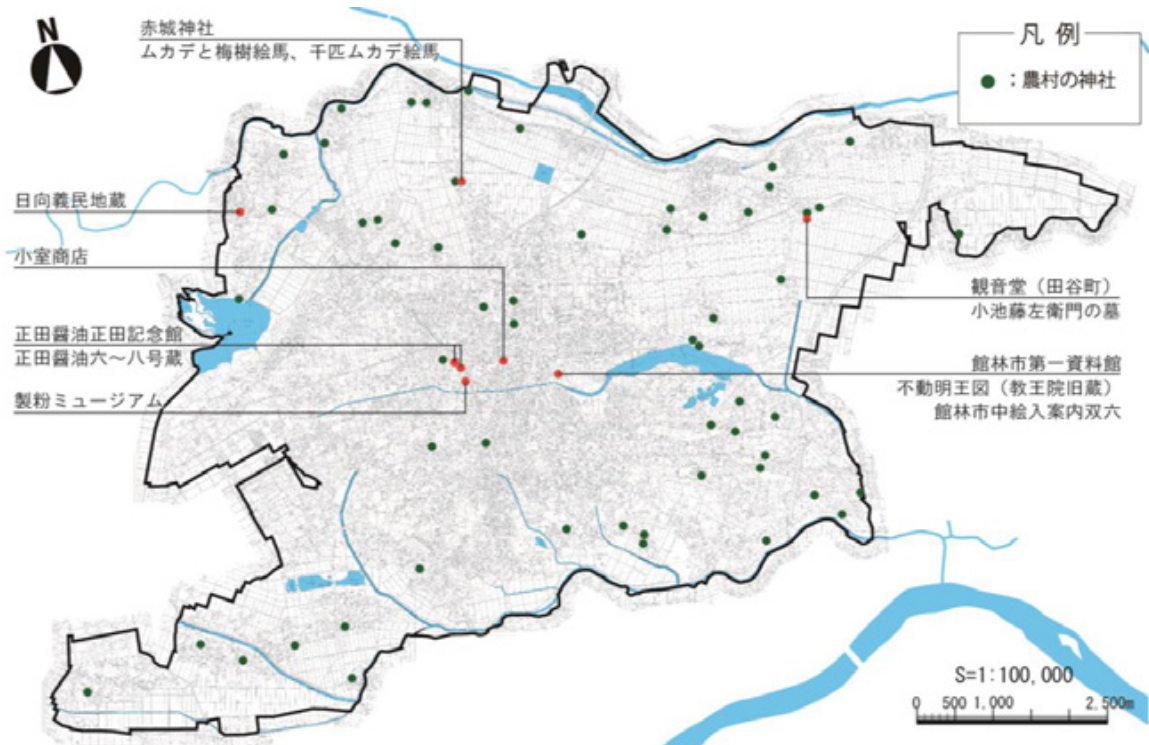 N
赤城神社
ムカデと梅樹絵馬、千匹ムカデ絵馬
凡例
●：農村の神社
日向義民地蔵
小室商店
正田醤油正田記念館
正田醤油六～八号蔵
製粉ミュージアム
観音堂（田谷町）
小池藤左衛門の墓
館林市第一資料館
不動明王図（教王院旧蔵）
館林市中絵入案内双六
S=1:100,000
0 500 1,000 2,500m